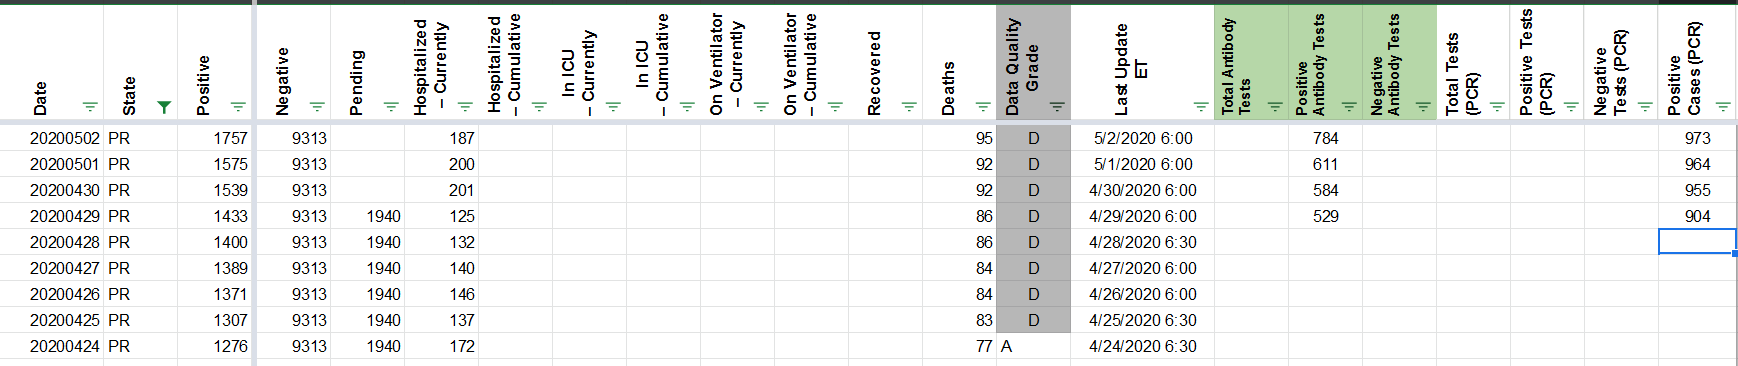 Date State Positive Negative Pending Hospitalized – Currently Hospitalized – Cumulative In ICU – Currently In ICU – Cumulative On Ventilator – Currently On Ventilator – Cumulative Recovered Deaths Data Quality Grade Last Update ET Total Antibody Tests Positive Antibody Tests Negative Antibody Tests Total Tests (PCR) Positive Tests (PCR) Negative Tests (PCR) Positive Cases (PCR)
20200502 PR 1757 9313 187 95 D 5/2/2020 6:00 784 973
20200501 PR 1575 9313 200 92 D 5/1/2020 6:00 611 964
20200430 PR 1539 9313 201 92 D 4/30/2020 6:00 584 955
20200429 PR 1433 9313 1940 125 86 D 4/29/2020 6:00 529 904
20200428 PR 1400 9313 1940 132 86 D 4/28/2020 6:30
20200427 PR 1389 9313 1940 140 84 D 4/27/2020 6:00
20200426 PR 1371 9313 1940 146 84 D 4/26/2020 6:00
20200425 PR 1307 9313 1940 137 83 D 4/25/2020 6:30
20200424 PR 1276 9313 1940 172 77 A 4/24/2020 6:30